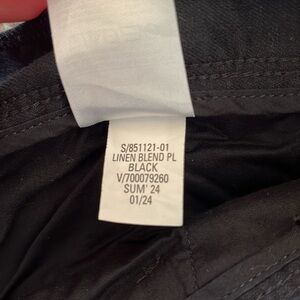 S/851121-01
LINEN BLEND PL
BLACK
V/700079260
SUM' 24
01/24